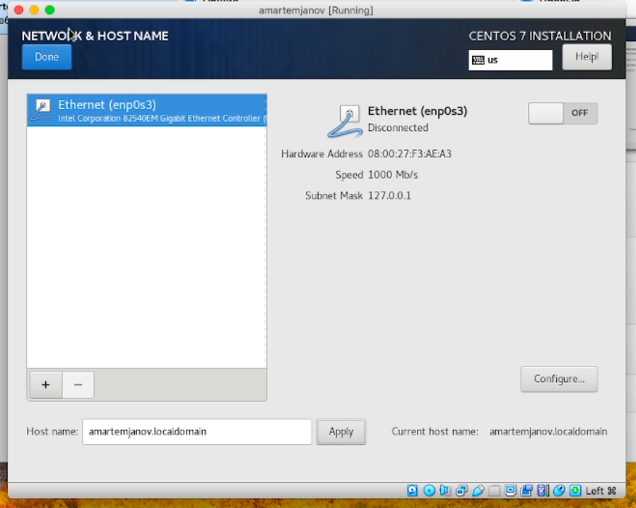 amartemjanov [Running]
NETWORK & HOST NAME
CENTOS 7 INSTALLATION
Done
us
Help!
Ethernet (enp0s3)
Intel Corporation 82540EM Gigabit Ethernet Controller (
Ethernet (enp0s3)
Disconnected
OFF
Hardware Address 08:00:27:F3:AE:A3
Speed 1000 Mb/s
Subnet Mask 127.0.0.1
+ –
Configure...
Host name: amartemjanov.localdomain Apply Current host name: amartemjanov.localdomain
Left ⌘